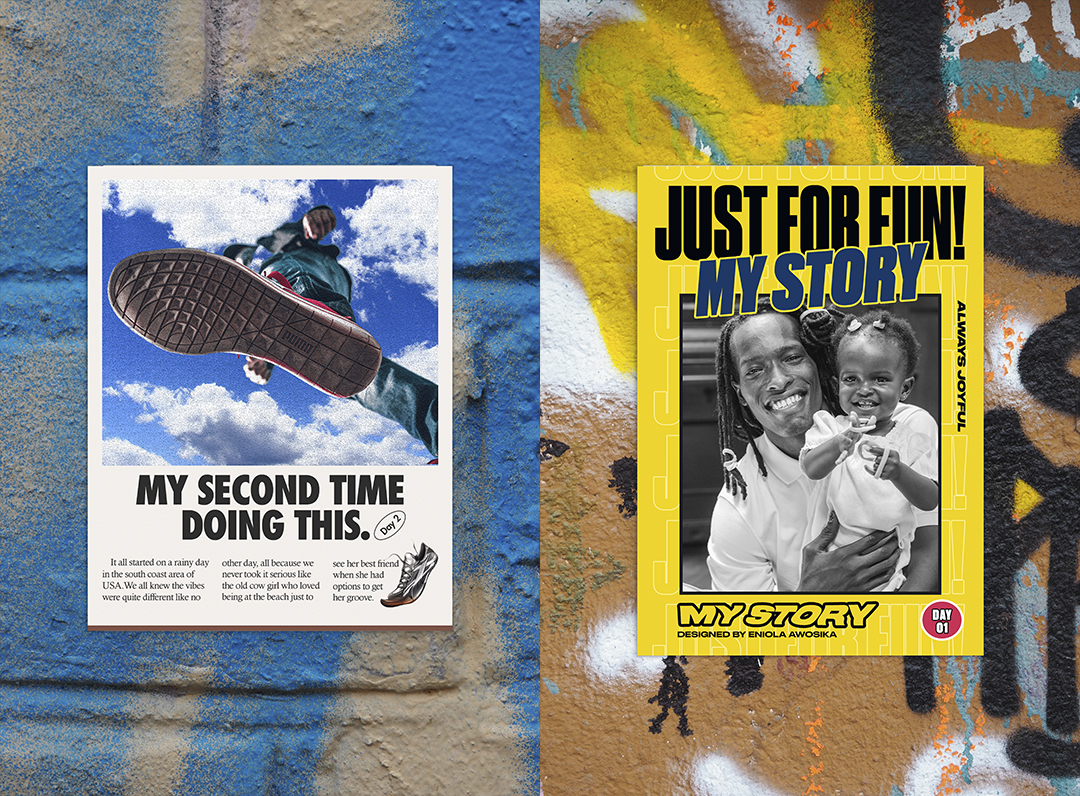 MY SECOND TIME
DOING THIS.
Day 2
It all started on a rainy day
in the south coast area of
USA.We all knew the vibes
were quite different like no
other day, all because we
never took it serious like
the old cow girl who loved
being at the beach just to
see her best friend
when she had
options to get
her groove.
JUST FOR FUN!
MY STORY
ALWAYS JOYFUL
MY STORY
DESIGNED BY ENIOLA AWOSIKA
DAY
01
JUST FOR FUN!